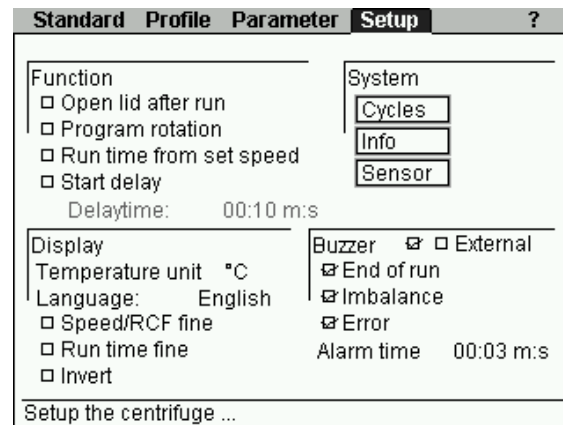 Standard Profile Parameter Setup ?
Function
Open lid after run
Program rotation
Run time from set speed
Start delay
Delaytime: 00:10 m:s
System
Cycles
Info
Sensor
Display
Temperature unit °C
Language: English
Speed/RCF fine
Run time fine
Invert
Buzzer External
End of run
Imbalance
Error
Alarm time 00:03 m:s
Setup the centrifuge ...